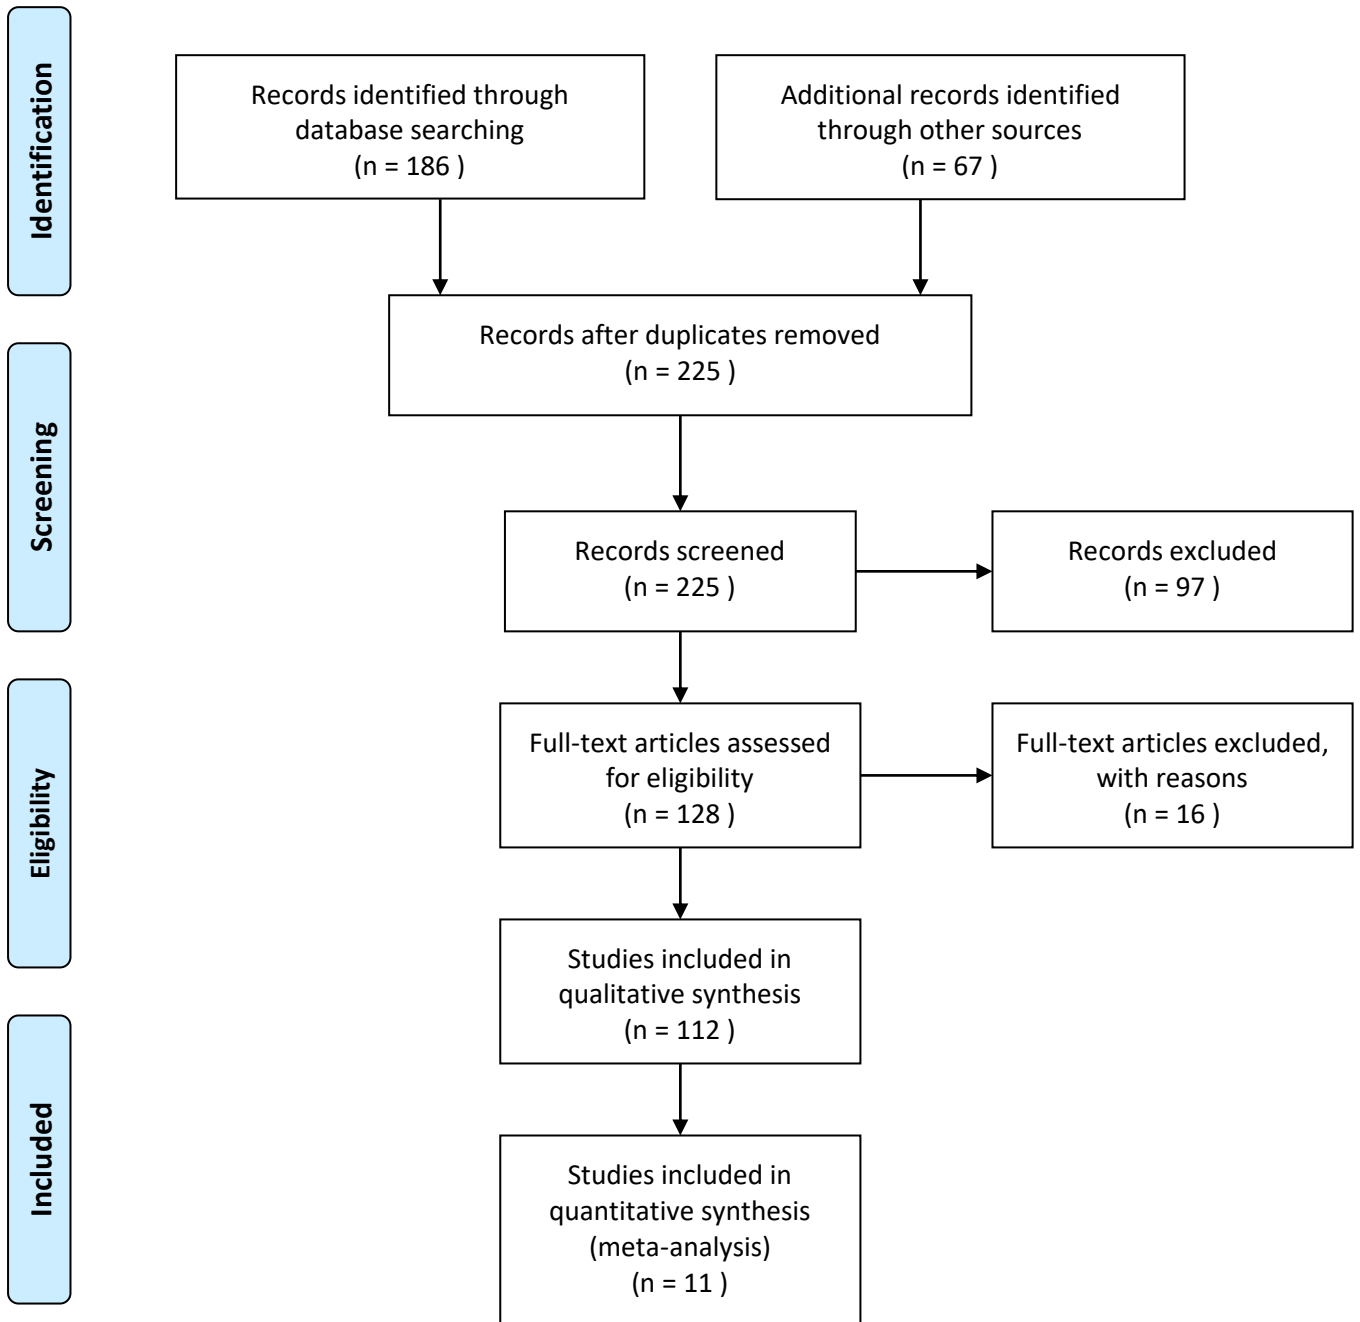 Identification
Records identified through
database searching
(n = 186 )
Additional records identified
through other sources
(n = 67 )
Records after duplicates removed
(n = 225 )
Screening
Records screened
(n = 225 )
Records excluded
(n = 97 )
Eligibility
Full-text articles assessed
for eligibility
(n = 128 )
Full-text articles excluded,
with reasons
(n = 16 )
Studies included in
qualitative synthesis
(n = 112 )
Included
Studies included in
quantitative synthesis
(meta-analysis)
(n = 11 )